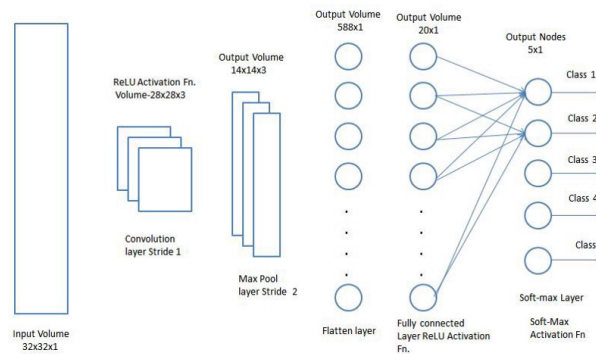 Output Volume
588x1
Output Volume
20x1
Output Nodes
5x1
Output Volume
14x14x3
ReLU Activation Fn.
Volume-28x28x3
Class 1
Class 2
Class 3
Class 4
Class
Convolution
layer Stride 1
Max Pool
layer Stride 2
Soft-max Layer
Input Volume
32x32x1
Flatten layer
Fully connected
Layer ReLU Activation
Fn.
Soft-Max
Activation Fn